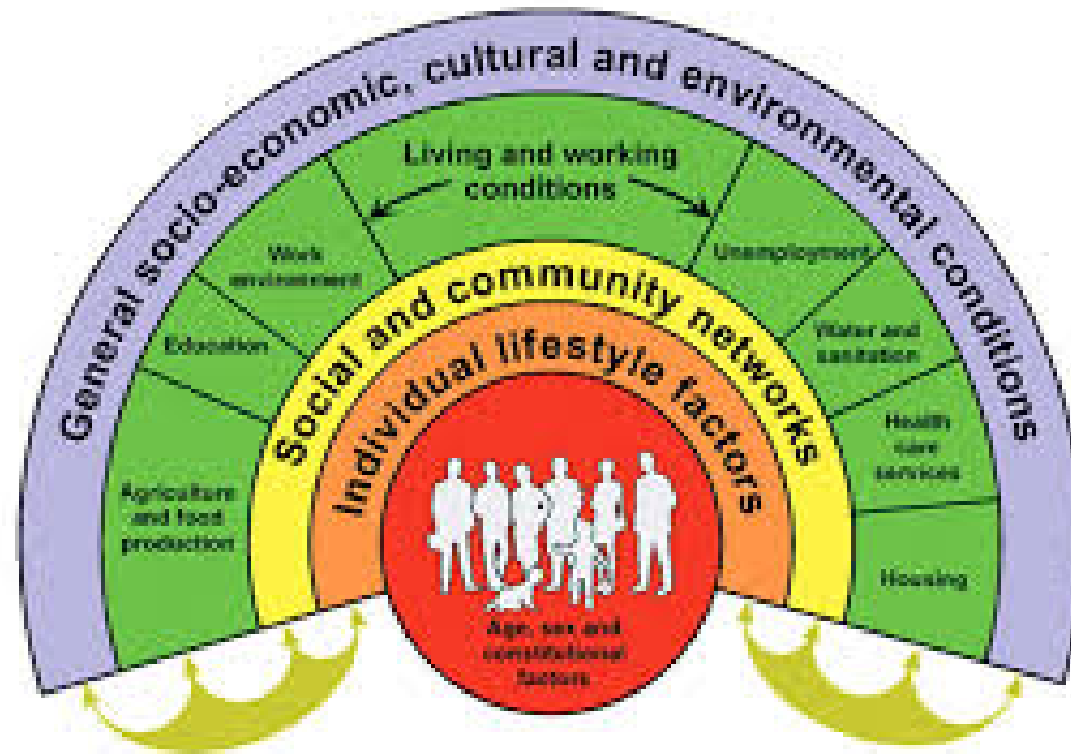 General socio-economic, cultural and environmental conditions
Living and working
conditions
Work
environment
Unemployment
Education
Water and
sanitation
Agriculture
and food
production
Health
care
services
Housing
Social and community networks
Individual lifestyle factors
Age, sex and
constitutional
factors